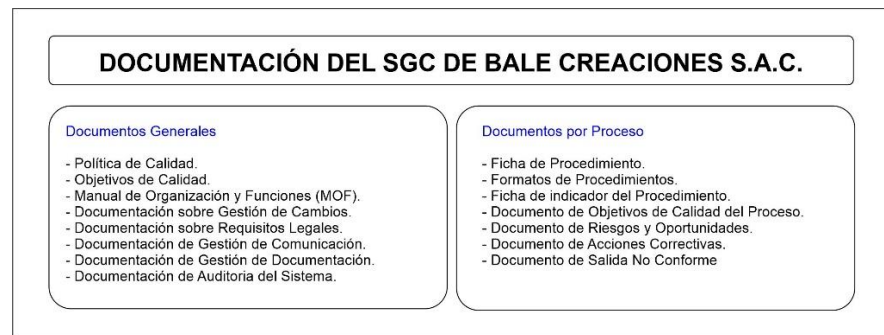 DOCUMENTACIÓN DEL SGC DE BALE CREACIONES S.A.C.
Documentos Generales
- Política de Calidad.
- Objetivos de Calidad.
- Manual de Organización y Funciones (MOF).
- Documentación sobre Gestión de Cambios.
- Documentación sobre Requisitos Legales.
- Documentación de Gestión de Comunicación.
- Documentación de Gestión de Documentación.
- Documentación de Auditoria del Sistema.
Documentos por Proceso
- Ficha de Procedimiento.
- Formatos de Procedimientos.
- Ficha de indicador del Procedimiento.
- Documento de Objetivos de Calidad del Proceso.
- Documento de Riesgos y Oportunidades.
- Documento de Acciones Correctivas.
- Documento de Salida No Conforme